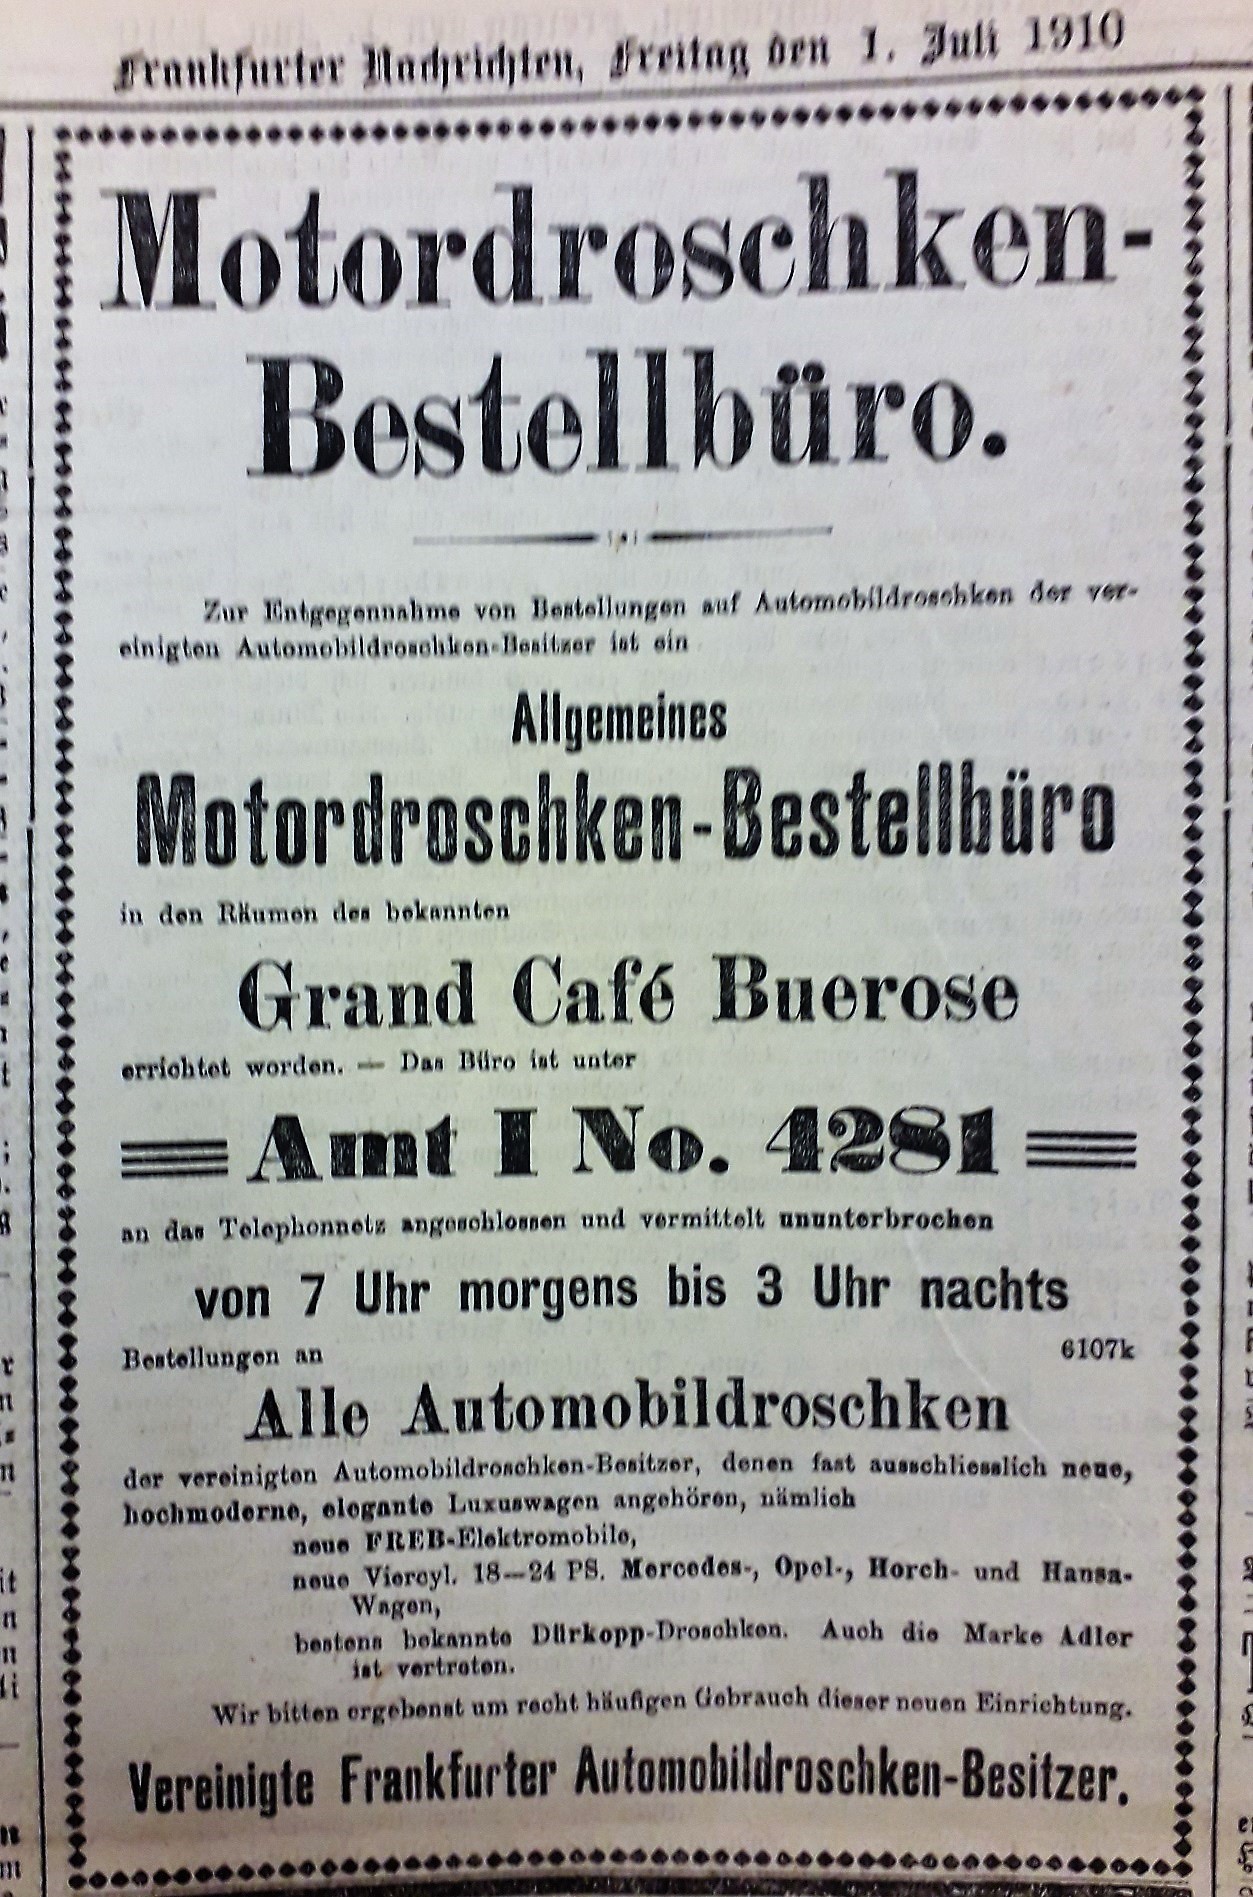 Frankfurter Nachrichten, Freitag den 1. Juli 1910
Motordroschken-
Bestellbüro.
Zur Entgegennahme von Bestellungen auf Automobildroschken der ver-
einigten Automobildroschken-Besitzer ist ein
Allgemeines
Motordroschken-Bestellbüro
in den Räumen des bekannten
Grand Café Buerose
errichtet worden. — Das Büro ist unter
Amt I No. 4281
an das Telephonnetz angeschlossen und vermittelt ununterbrochen
von 7 Uhr morgens bis 3 Uhr nachts
Bestellungen an 6107k
Alle Automobildroschken
der vereinigten Automobildroschken-Besitzer, denen fast ausschliesslich neue,
hochmoderne, elegante Luxuswagen angehören, nämlich
neue FREB-Elektromobile,
neue Viercyl. 18—24 PS. Mercedes-, Opel-, Horch- und Hansa-
Wagen,
bestens bekannte Dürkopp-Droschken. Auch die Marke Adler
ist vertreten.
Wir bitten ergebenst um recht häufigen Gebrauch dieser neuen Einrichtung.
Vereinigte Frankfurter Automobildroschken-Besitzer.